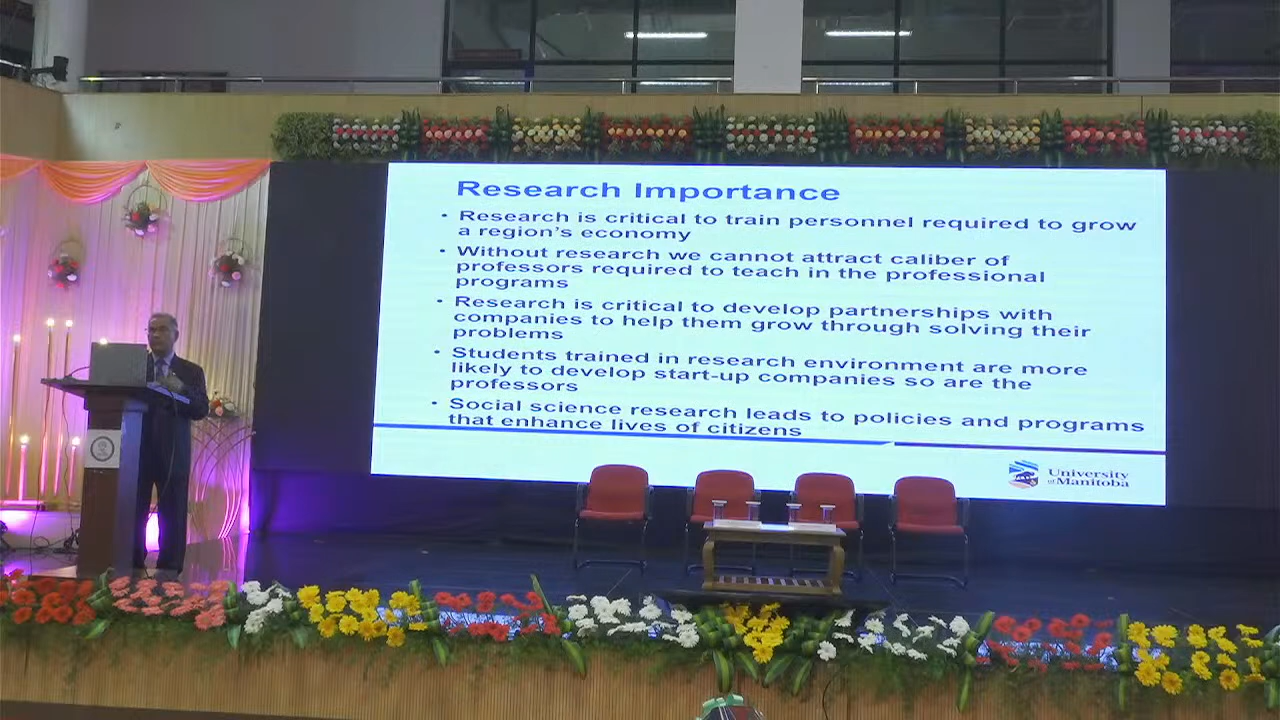 Research Importance
• Research is critical to train personnel required to grow
a region's economy
• Without research we cannot attract caliber of
professors required to teach in the professional
programs
• Research is critical to develop partnerships with
companies to help them grow through solving their
problems
• Students trained in research environment are more
likely to develop start-up companies so are the
professors
• Social science research leads to policies and programs
that enhance lives of citizens
University
of Manitoba